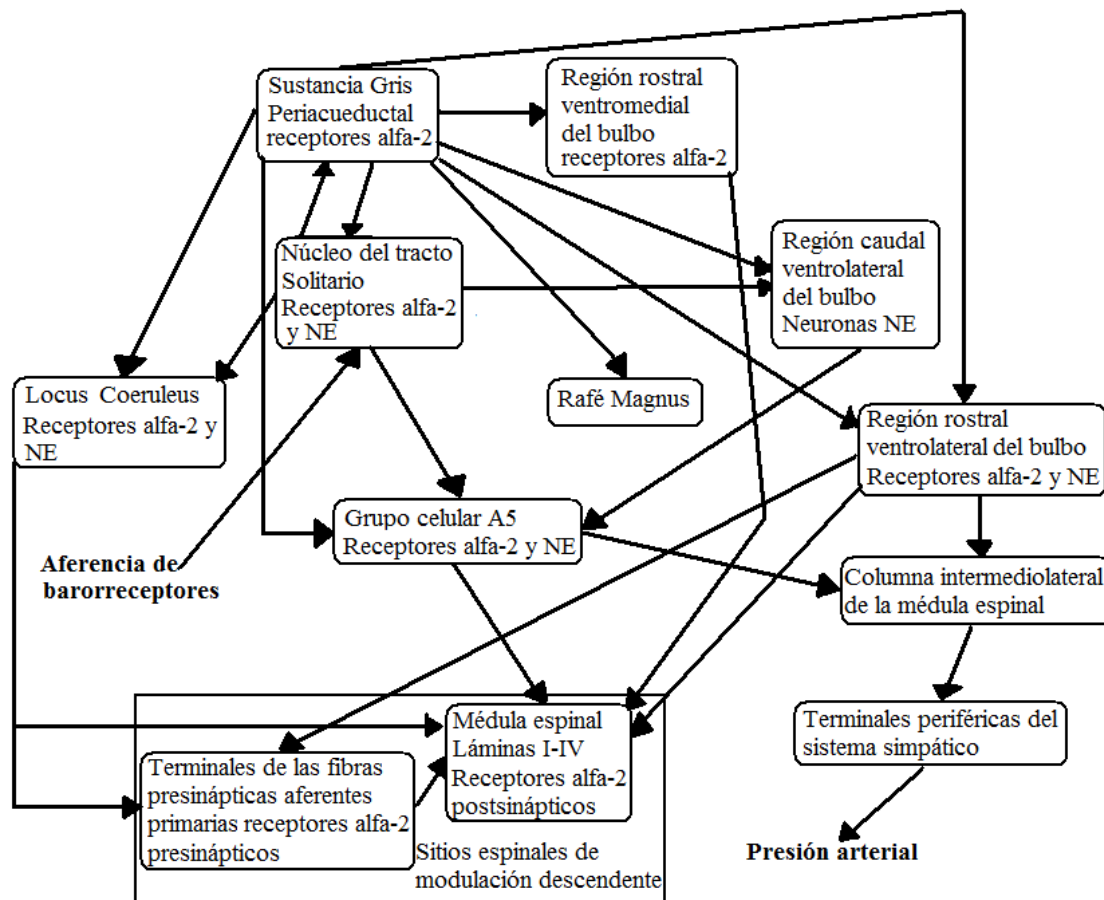 Sustancia Gris
Periacueductal
receptores alfa-2
Región rostral
ventromedial
del bulbo
receptores alfa-2
Núcleo del tracto
Solitario
Receptores alfa-2
y NE
Región caudal
ventrolateral
del bulbo
Neuronas NE
Locus Coeruleus
Receptores alfa-2 y
NE
Rafé Magnus
Región rostral
ventrolateral del bulbo
Receptores alfa-2 y NE
Grupo celular A5
Receptores alfa-2 y NE
Aferencia de
barorreceptores
Columna intermediolateral
de la médula espinal
Médula espinal
Láminas I-IV
Receptores alfa-2
postsinápticos
Terminales periféricas del
sistema simpático
Terminales de las fibras
presinápticas aferentes
primarias receptores alfa-2
presinápticos
Sitios espinales de
modulación descendente
Presión arterial